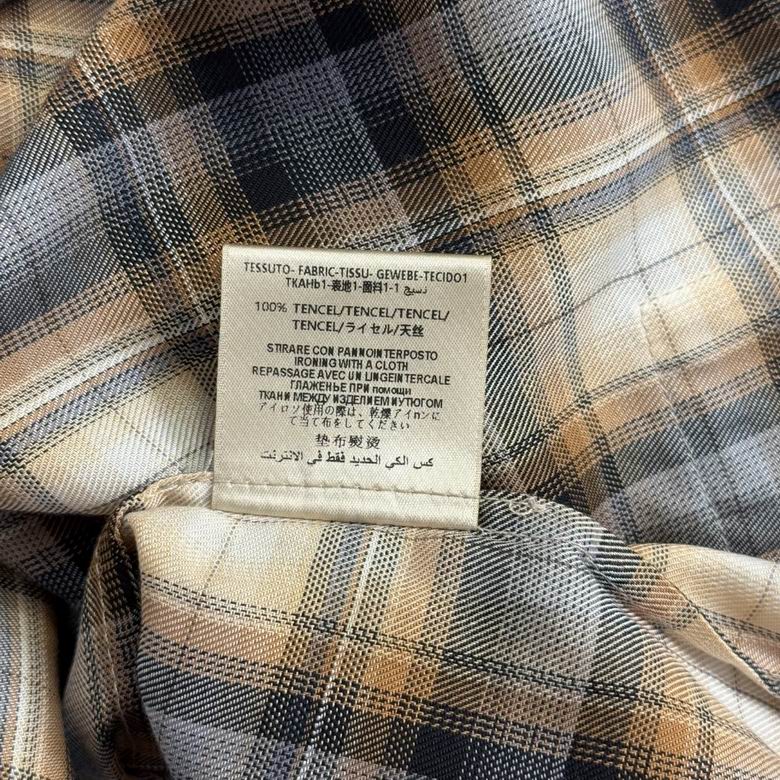 TESSUTO- FABRIC-TISSU- GEWEBE-TECIDO1
TKAHb1-表地1-面料1-1 نسيج
100% TENCEL/TENCEL/TENCEL/
TENCEL/ライセル/天丝
STIRARE CON PANNOINTERPOSTO
IRONING WITH A CLOTH
REPASSAGE AVEC UN LINGEINTERCALE
ГЛАЖЕНЬЕ ПРИ помощи
ТКАНИ МЕЖДУ ИЗДЕЛИЕМ ИУТЮГОМ
アイロン使用の際は、乾燥アイnンに
て当て布をしてください
垫布熨烫
كس الكي الحديد فقط في الانترنت